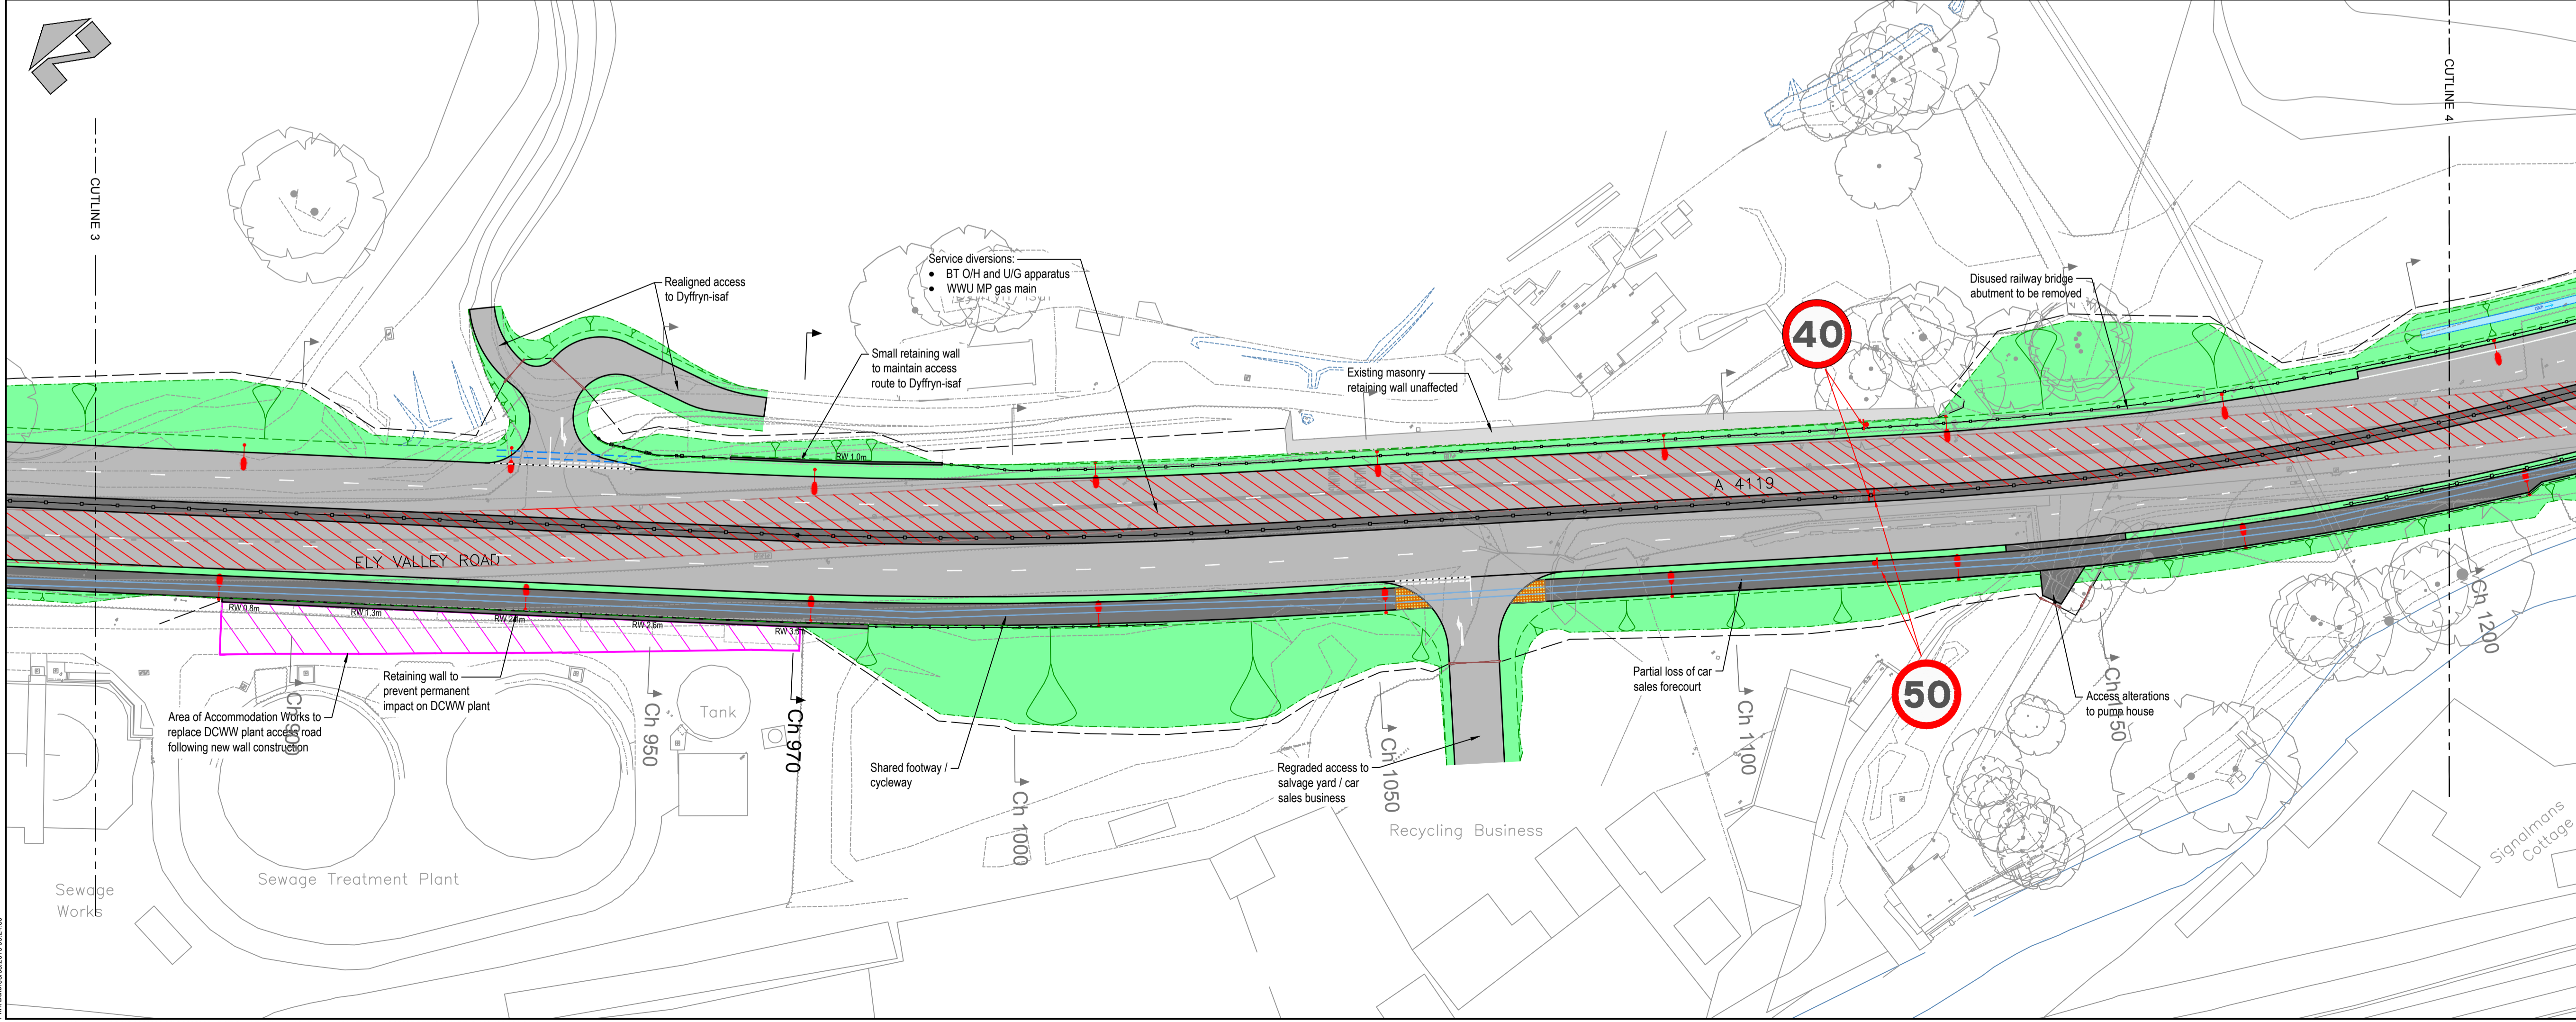 CUTLINE 3
CUTLINE 4
Realigned access
to Dyffryn-isaf
Service diversions:
• BT O/H and U/G apparatus
• WWU MP gas main
Small retaining wall
to maintain access
route to Dyffryn-isaf
RW 1.0m
Existing masonry
retaining wall unaffected
40
Disused railway bridge
abutment to be removed
A 4119
ELY VALLEY ROAD
RW 0.8m
RW 1.3m
RW 2.6m
Retaining wall to
prevent permanent
impact on DCWW plant
Area of Accommodation Works to
replace DCWW plant access road
following new wall construction
Ch 900
Ch 950
Tank
Ch 970
Shared footway /
cycleway
Ch 1000
Regraded access to
salvage yard / car
sales business
Ch 1050
Partial loss of car
sales forecourt
Ch 1100
50
Access alterations
to pump house
Ch 1150
Ch 1200
Recycling Business
Sewage Treatment Plant
Sewage
Works
Signalmans
Cottage